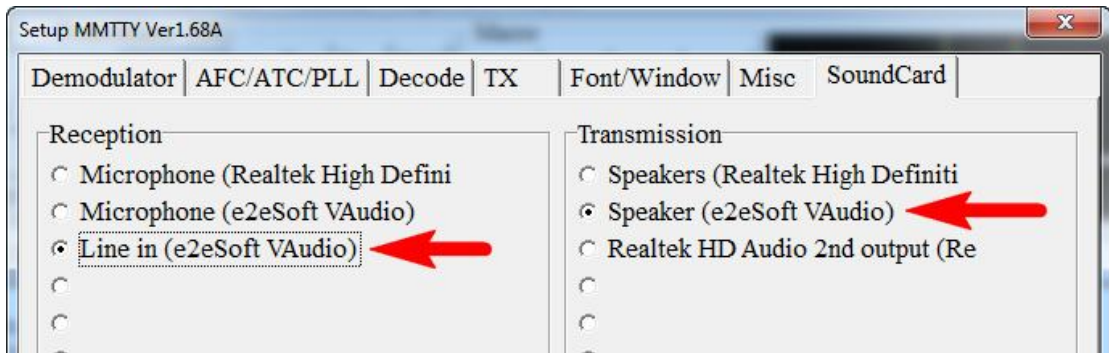 Setup MMTTY Ver1.68A
Demodulator AFC/ATC/PLL Decode TX Font/Window Misc SoundCard
Reception
Microphone (Realtek High Defini
Microphone (e2eSoft VAudio)
Line in (e2eSoft VAudio)
Transmission
Speakers (Realtek High Definiti
Speaker (e2eSoft VAudio)
Realtek HD Audio 2nd output (Re